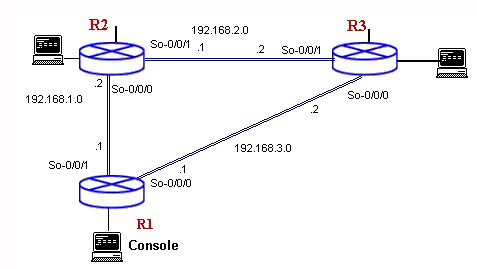 R2
R3
192.168.2.0
So-0/0/1
.1
.2
So-0/0/1
.2
So-0/0/0
So-0/0/0
192.168.1.0
.2
.1
192.168.3.0
So-0/0/1
.1
So-0/0/0
R1
Console